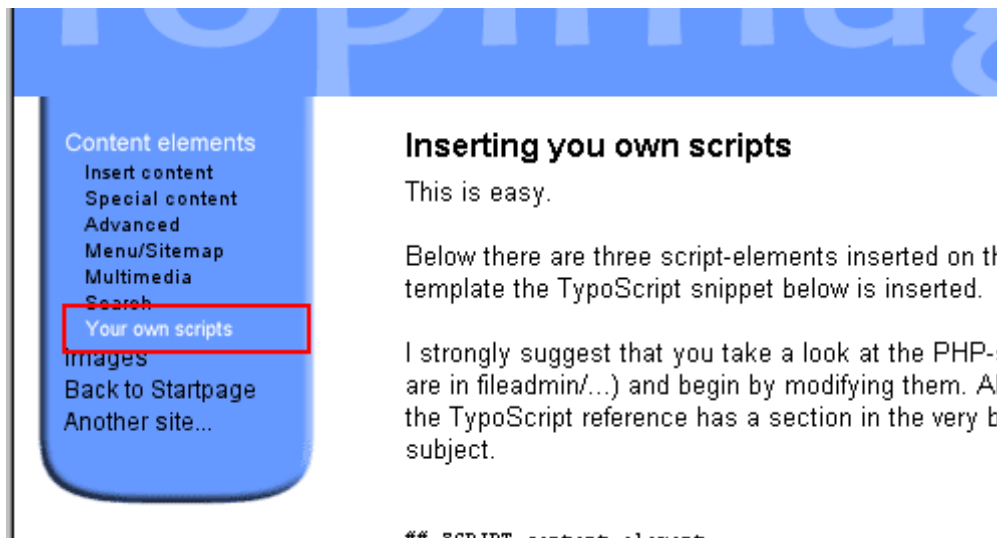 Content elements
Insert content
Special content
Advanced
Menu/Sitemap
Multimedia
Search
Your own scripts
Images
Back to Startpage
Another site...
Inserting you own scripts
This is easy.
Below there are three script-elements inserted on th
template the TypoScript snippet below is inserted.
I strongly suggest that you take a look at the PHP-s
are in fileadmin/...) and begin by modifying them. Al
the TypoScript reference has a section in the very b
subject.
## SCRIPT content element